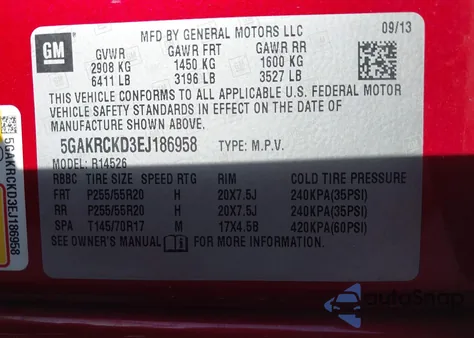 GM
MFD BY GENERAL MOTORS LLC 09/13
GVWR GAWR FRT GAWR RR
2908 KG 1450 KG 1600 KG
6411 LB 3196 LB 3527 LB
THIS VEHICLE CONFORMS TO ALL APPLICABLE U.S. FEDERAL MOTOR
VEHICLE SAFETY STANDARDS IN EFFECT ON THE DATE OF
MANUFACTURE SHOWN ABOVE.
5GAKRCKD3EJ186958 TYPE: M.P.V.
MODEL: R14526
RBBC TIRE SIZE SPEED RTG RIM COLD TIRE PRESSURE
FRT P255/55R20 H 20X7.5J 240KPA(35PSI)
RR P255/55R20 H 20X7.5J 240KPA(35PSI)
SPA T145/70R17 M 17X4.5B 420KPA(60PSI)
SEE OWNER'S MANUAL FOR MORE INFORMATION.
5GAKRCKD3EJ186958
autoSnap